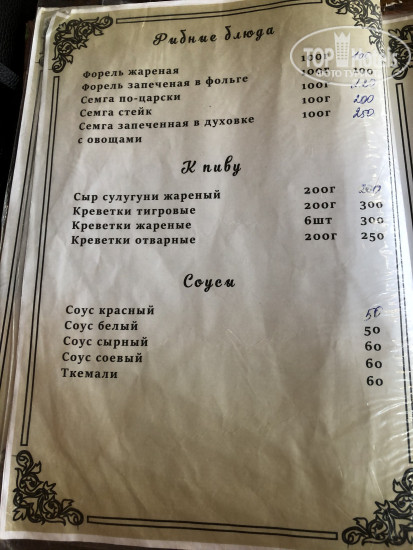 Рыбные блюда
Форель жареная 100г
Форель запеченая в фольге 100г
Семга по-царски 100г
Семга стейк 100г 200
Семга запеченная в духовке 100г 250
с овощами
К пиву
Сыр сулугуни жареный 200г 200
Креветки тигровые 200г 300
Креветки жареные 6шт 300
Креветки отварные 200г 250
Соусы
Соус красный 50
Соус белый 50
Соус сырный 60
Соус соевый 60
Ткемали 60